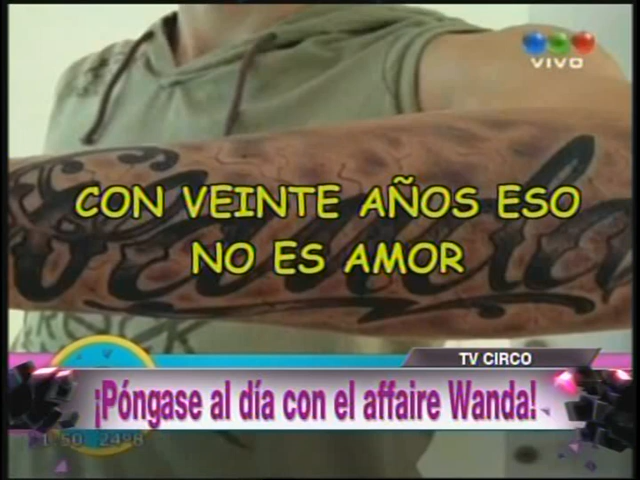 VIVO
CON VEINTE AÑOS ESO
NO ES AMOR
TV CIRCO
¡Póngase al día con el affaire Wanda!